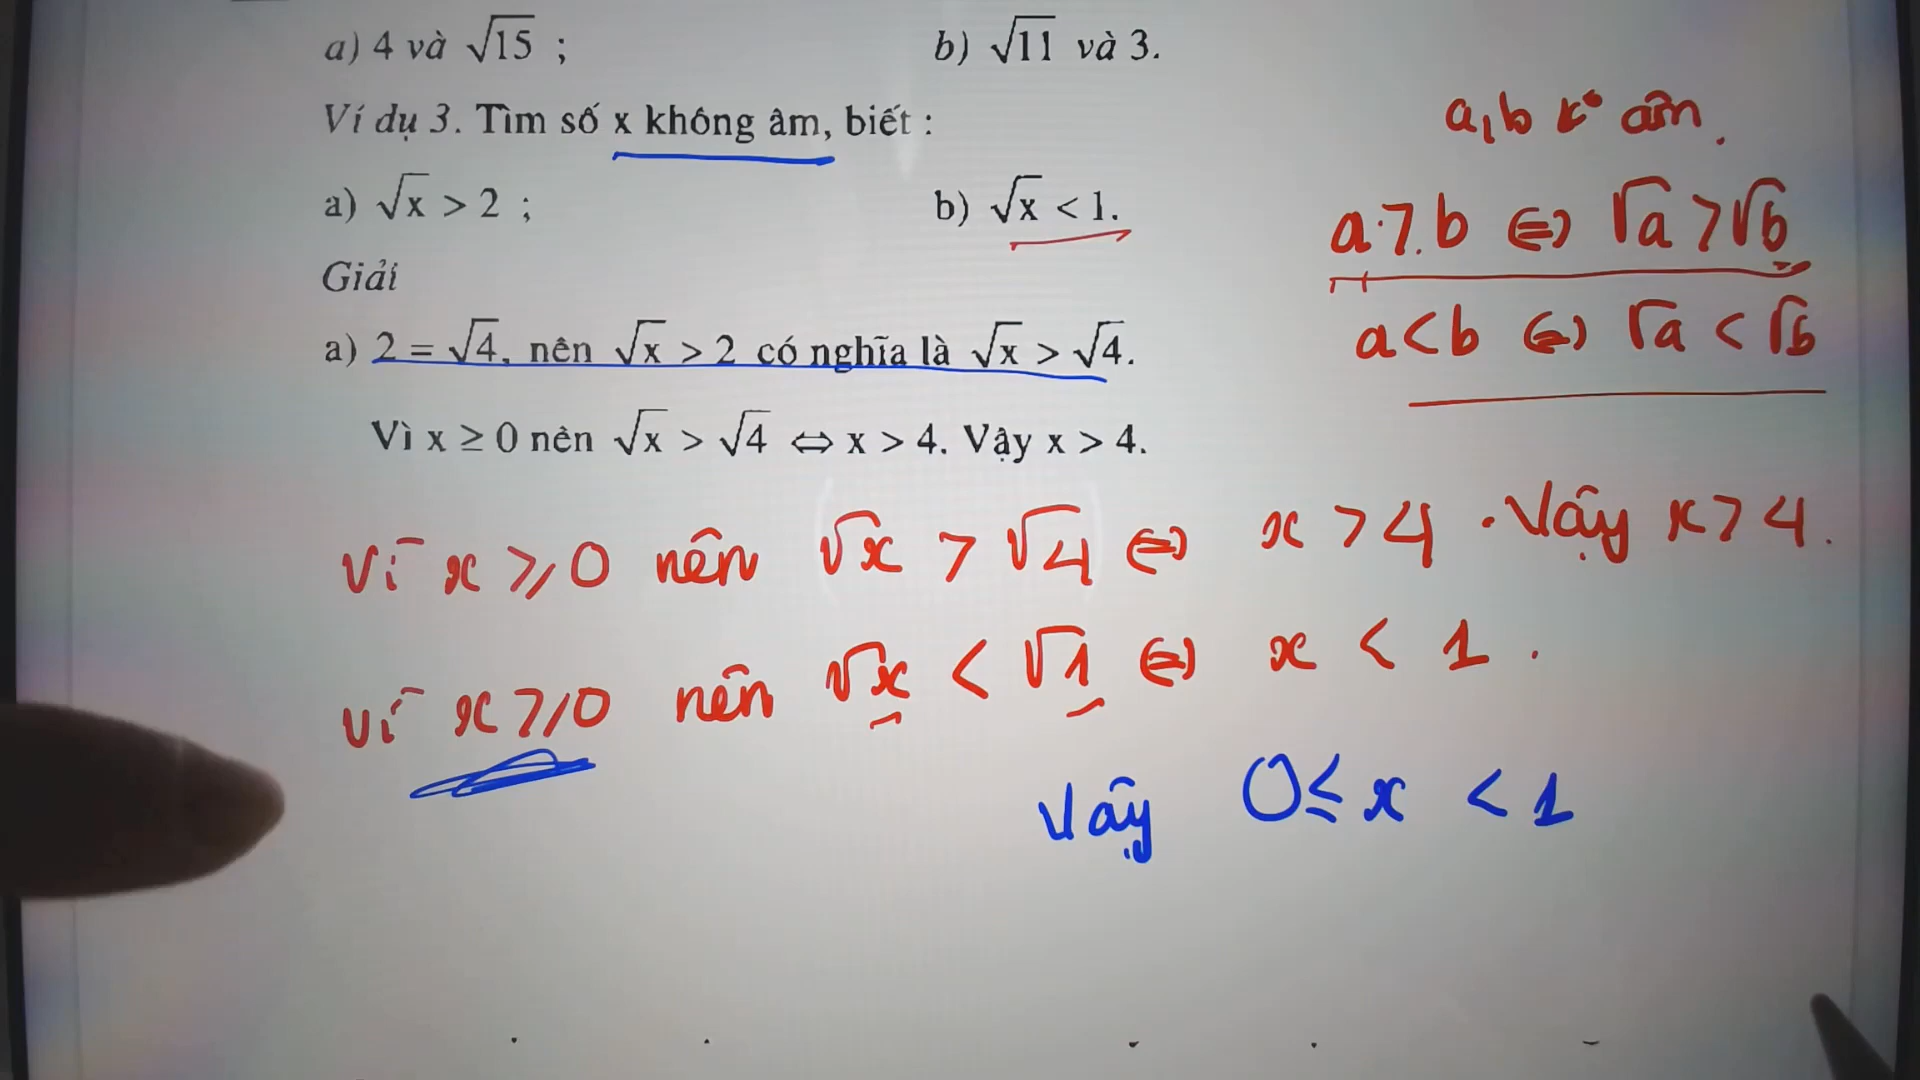 a) 4 và √15 ;
b) √11 và 3.
Ví dụ 3. Tìm số x không âm, biết :
a) √x > 2 ;
b) √x < 1.
Giải
a) 2 = √4, nên √x > 2 có nghĩa là √x > √4.
Vì x ≥ 0 nên √x > √4 ⇔ x > 4. Vậy x > 4.
a, b k° âm.
a > b ⇔ √a > √b
a < b ⇔ √a < √b
Vì x ≥ 0 nên √x > √4 ⇔ x > 4 . Vậy x > 4.
Vì x ≥ 0 nên √x < √1 ⇔ x < 1 .
Vậy 0 ≤ x < 1